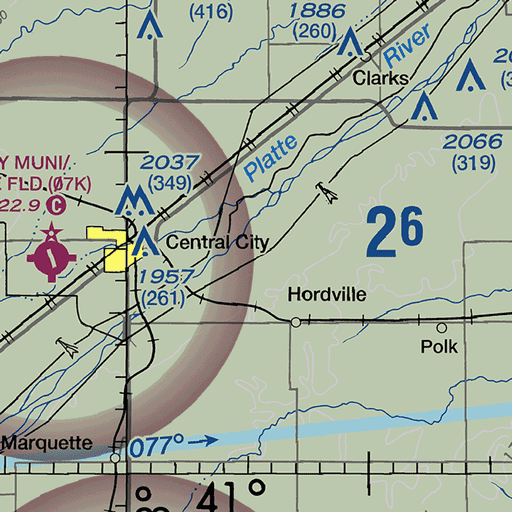 (416)
1886
(260)
River
Clarks
2066
(319)
Platte
Y MUNI/
FLD.(Ø7K)
22.9 C
2037
(349)
26
Central City
1957
(261)
Hordville
Polk
Marquette
077°
41°